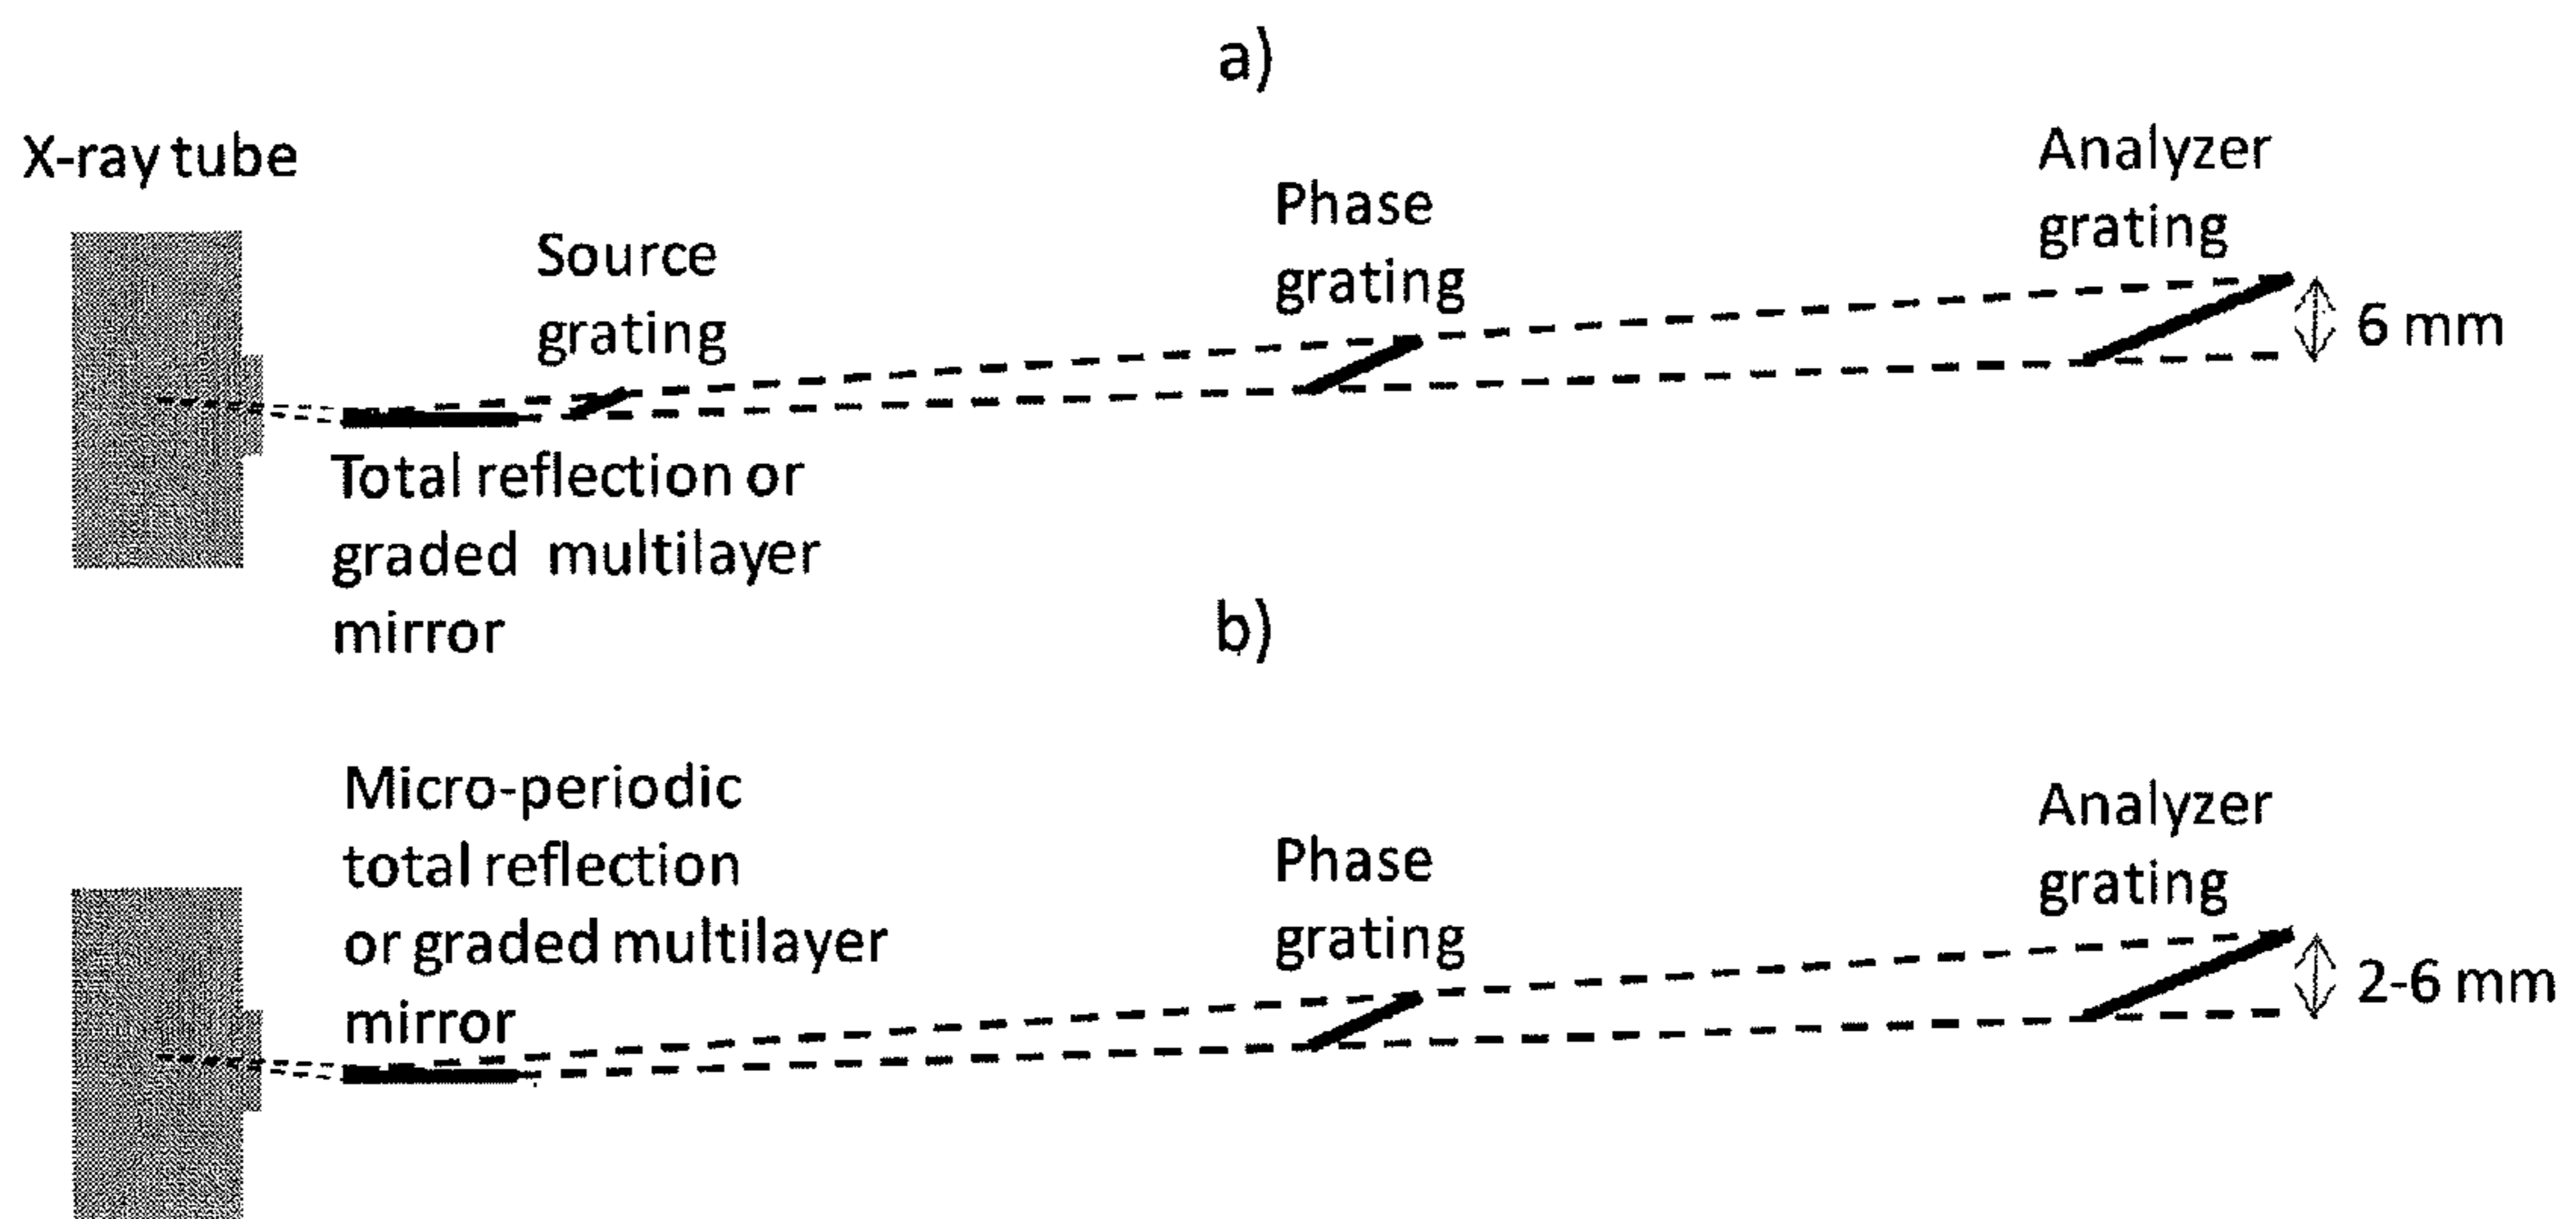 a)
X-ray tube
Source
grating
Phase
grating
Analyzer
grating
6 mm
Total reflection or
graded multilayer
mirror
b)
Micro-periodic
total reflection
or graded multilayer
mirror
Phase
grating
Analyzer
grating
2-6 mm